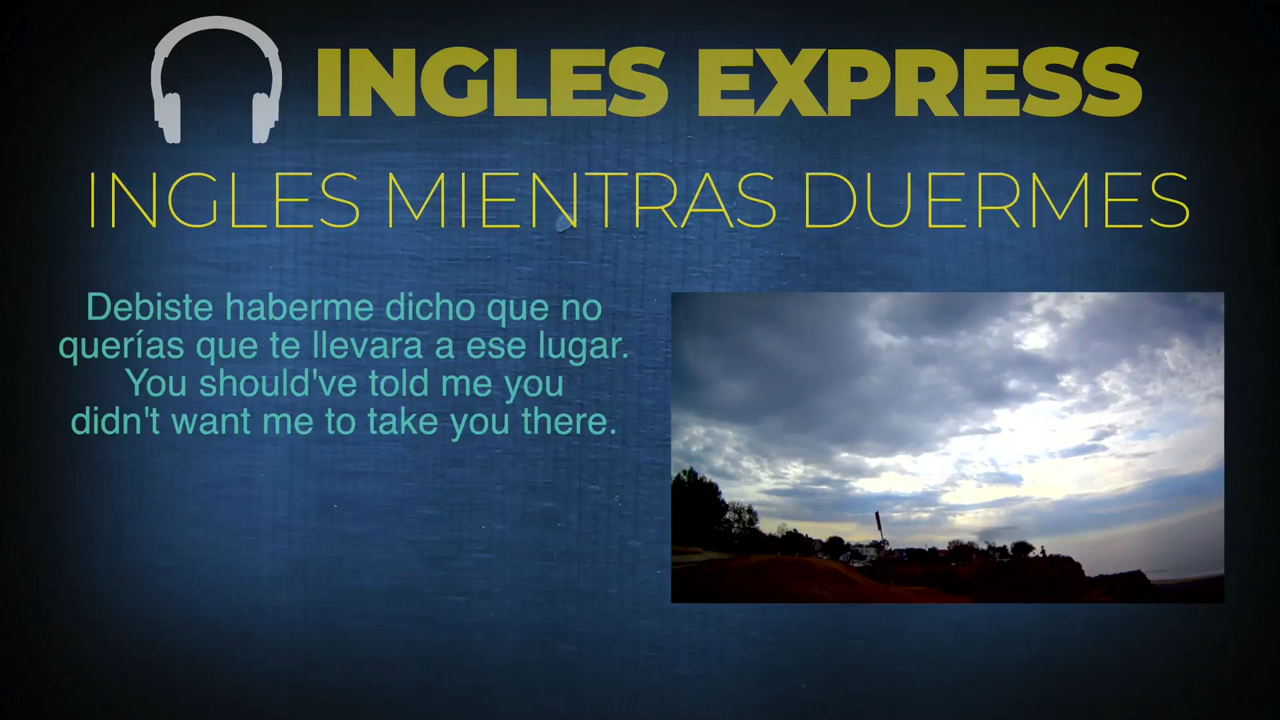 INGLES EXPRESS
INGLES MIENTRAS DUERMES
Debiste haberme dicho que no
querías que te llevara a ese lugar.
You should've told me you
didn't want me to take you there.